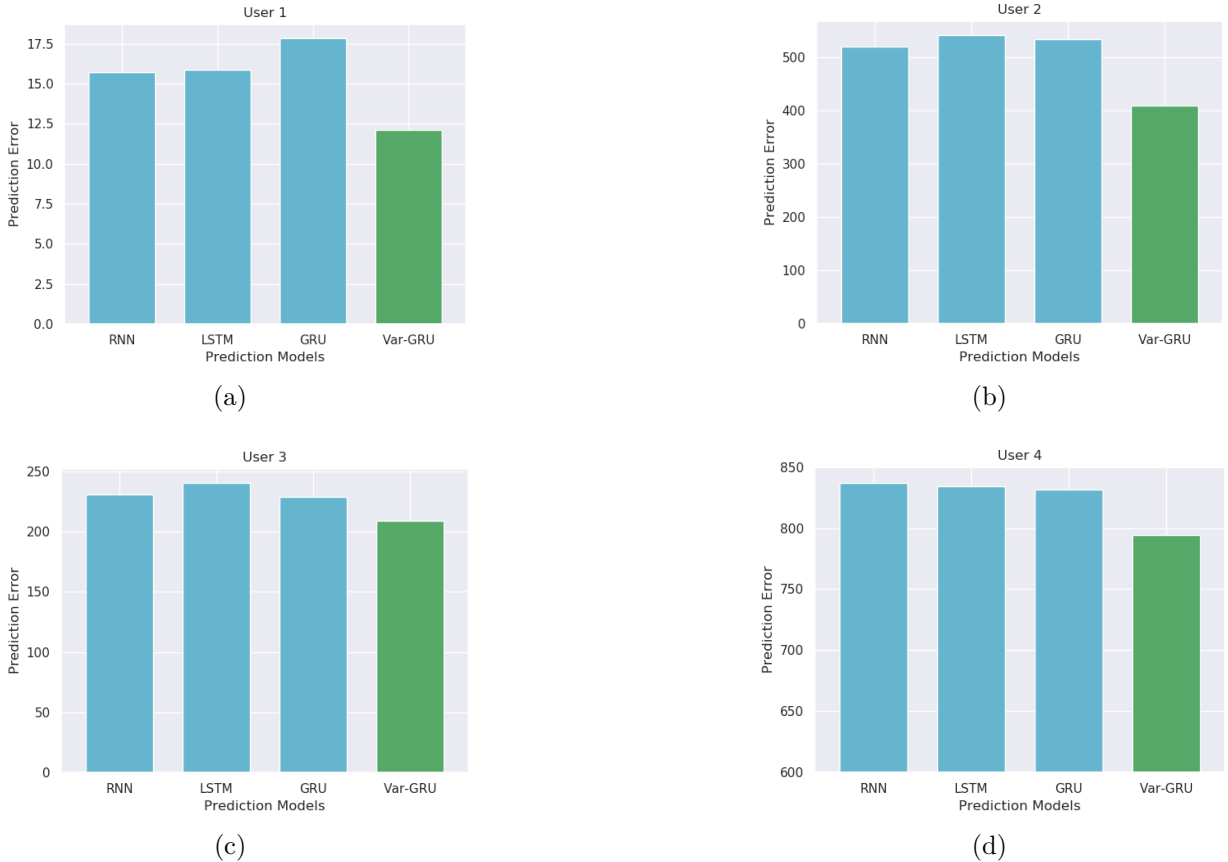 User 1
Prediction Error
17.5
15.0
12.5
10.0
7.5
5.0
2.5
0.0
RNN LSTM GRU Var-GRU
Prediction Models
(a)
User 2
Prediction Error
500
400
300
200
100
0
RNN LSTM GRU Var-GRU
Prediction Models
(b)
User 3
Prediction Error
250
200
150
100
50
0
RNN LSTM GRU Var-GRU
Prediction Models
(c)
User 4
Prediction Error
850
800
750
700
650
600
RNN LSTM GRU Var-GRU
Prediction Models
(d)